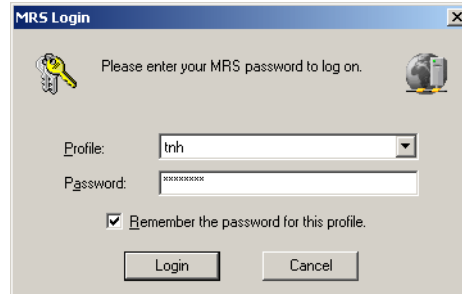 MRS Login
Please enter your MRS password to log on.
Profile: tnh
Password: ********
Remember the password for this profile.
Login Cancel